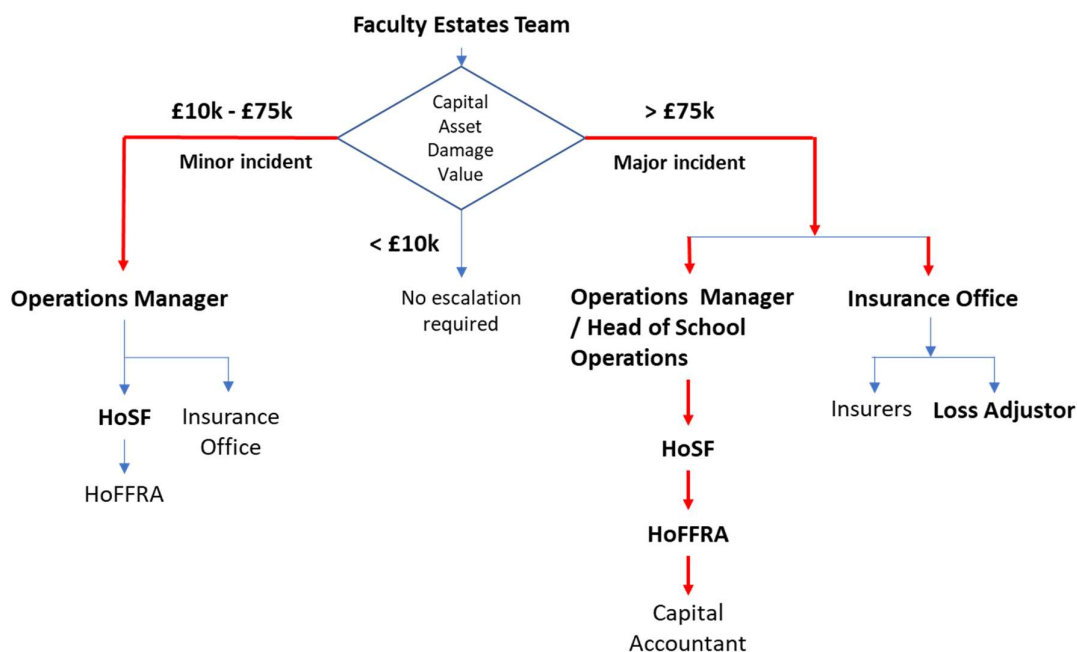 Faculty Estates Team
£10k - £75k
Capital
Asset
Damage
Value
> £75k
Minor incident
Major incident
< £10k
Operations Manager
No escalation
required
Operations Manager
/ Head of School
Operations
Insurance Office
HoSF
Insurance
Office
Insurers
Loss Adjustor
HoSF
HoFFRA
HoFFRA
Capital
Accountant